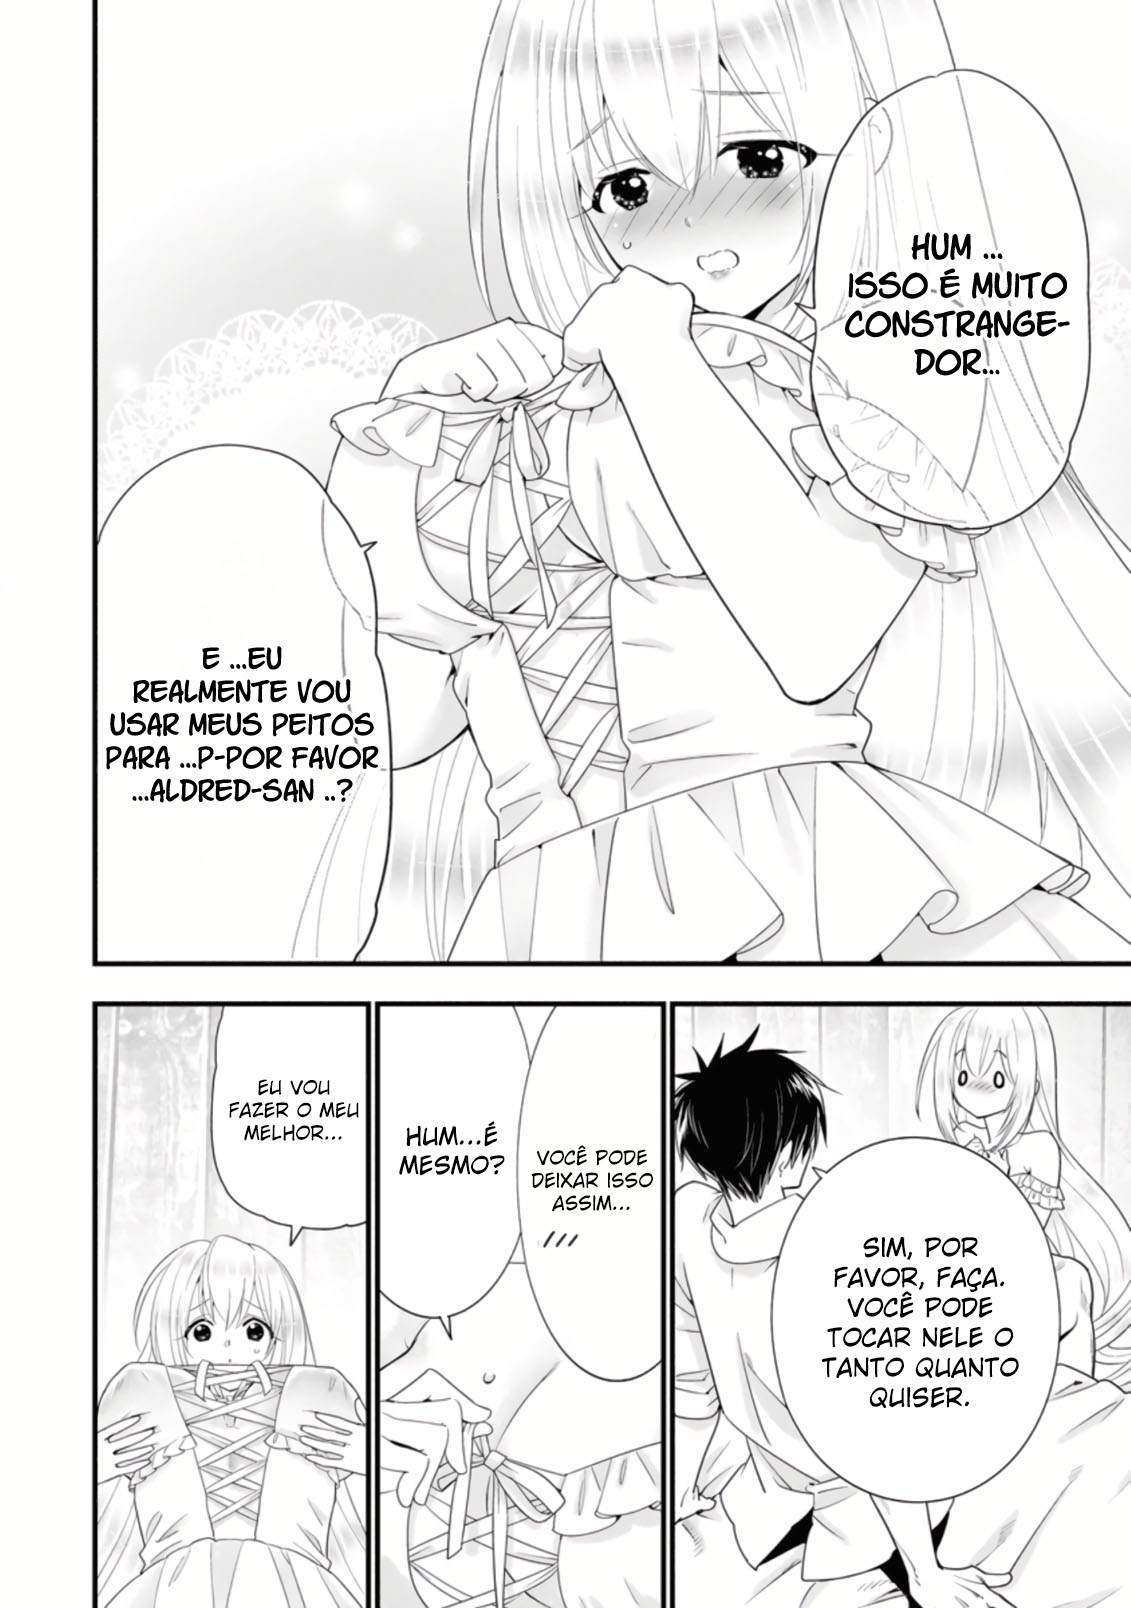 HUM ...
ISSO É MUITO
CONSTRANGE-
DOR...
E ...EU
REALMENTE VOU
USAR MEUS PEITOS
PARA ...P-POR FAVOR
...ALDRED-SAN ..?
SIM, POR
FAVOR, FAÇA.
VOCÊ PODE
TOCAR NELE O
TANTO QUANTO
QUISER.
VOCÊ PODE
DEIXAR ISSO
ASSIM...
HUM...É
MESMO?
EU VOU
FAZER O MEU
MELHOR...